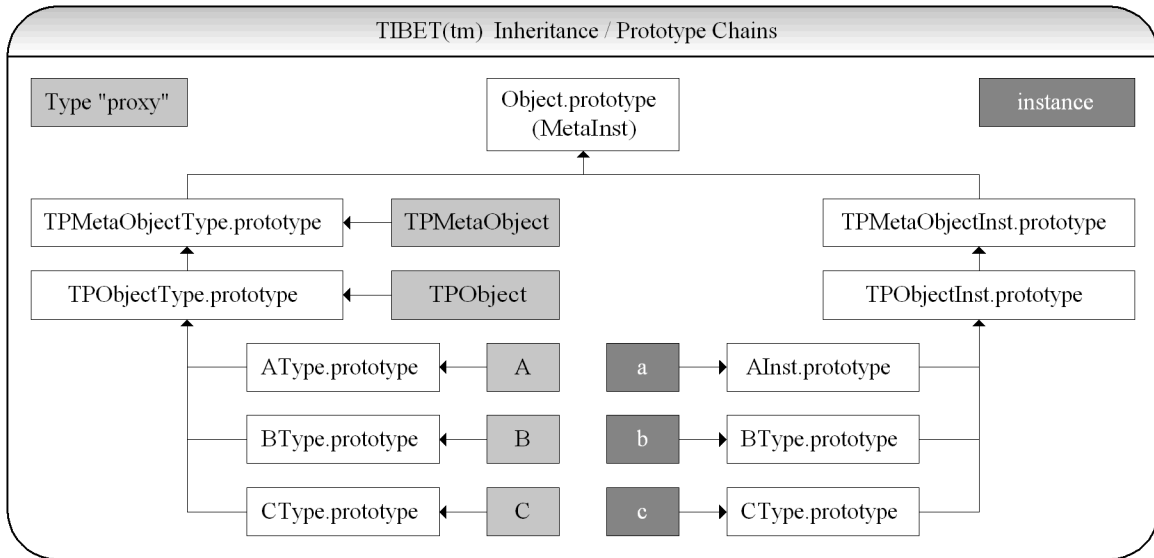 TIBET(tm) Inheritance / Prototype Chains
Type "proxy"
Object.prototype
(MetaInst)
instance
TPMetaObjectType.prototype
TPMetaObject
TPMetaObjectInst.prototype
TPObjectType.prototype
TPObject
TPObjectInst.prototype
AType.prototype
A
a
AInst.prototype
BType.prototype
B
b
BType.prototype
CType.prototype
C
c
CType.prototype